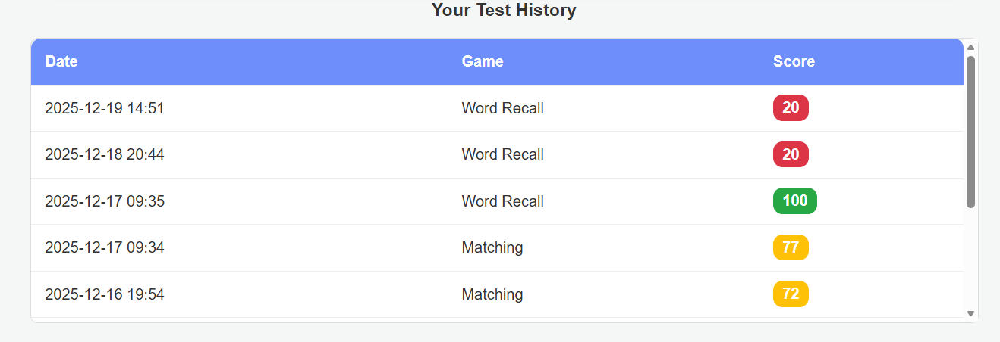 Your Test History
Date Game Score
2025-12-19 14:51 Word Recall 20
2025-12-18 20:44 Word Recall 20
2025-12-17 09:35 Word Recall 100
2025-12-17 09:34 Matching 77
2025-12-16 19:54 Matching 72